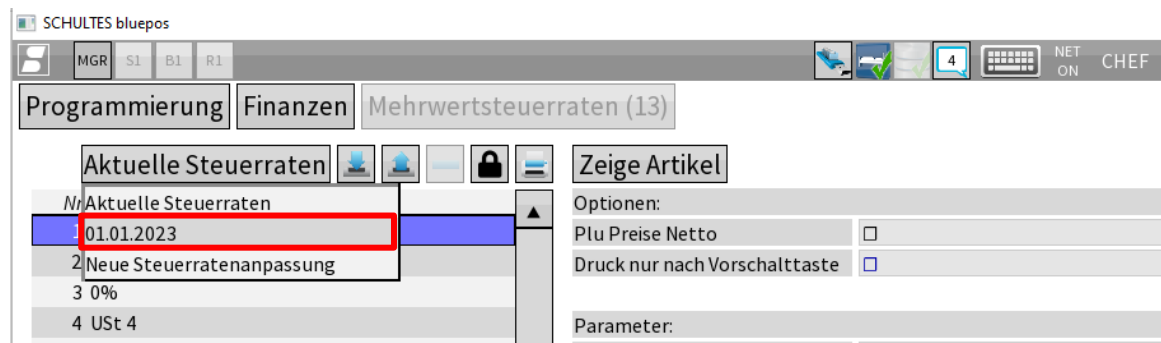 SCHULTES bluepos
MGR S1 B1 R1 4 NET ON CHEF
Programmierung Finanzen Mehrwertsteuerraten (13)
Aktuelle Steuerraten Zeige Artikel
Aktuelle Steuerraten Optionen:
1 01.01.2023 Plu Preise Netto
2 Neue Steuerratenanpassung Druck nur nach Vorschalttaste
3 0%
4 USt 4 Parameter: